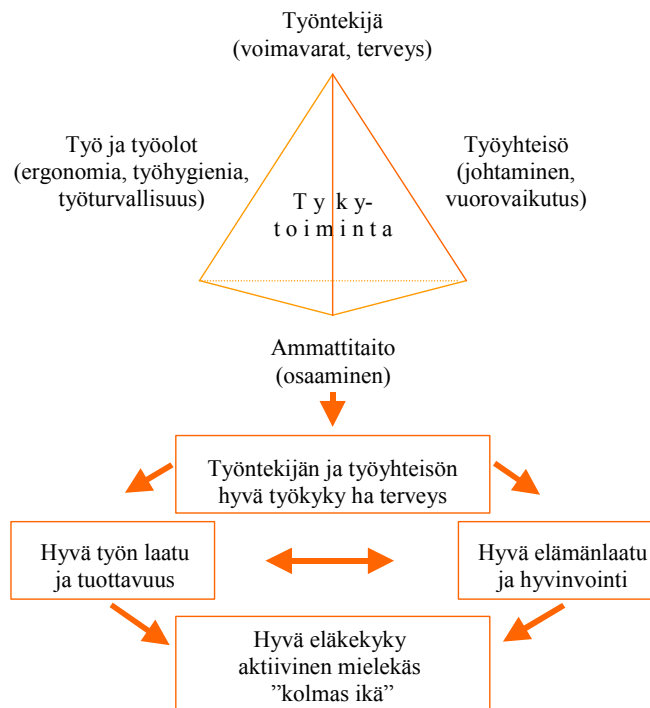 Työntekijä
(voimavarat, terveys)
Työ ja työolot
(ergonomia, työhygienia,
työturvallisuus)
Työyhteisö
(johtaminen,
vuorovaikutus)
T y k y-
t o i m i n t a
Ammattitaito
(osaaminen)
Työntekijän ja työyhteisön
hyvä työkyky ha terveys
Hyvä työn laatu
ja tuottavuus
Hyvä elämänlaatu
ja hyvinvointi
Hyvä eläkekyky
aktiivinen mielekäs
”kolmas ikä”